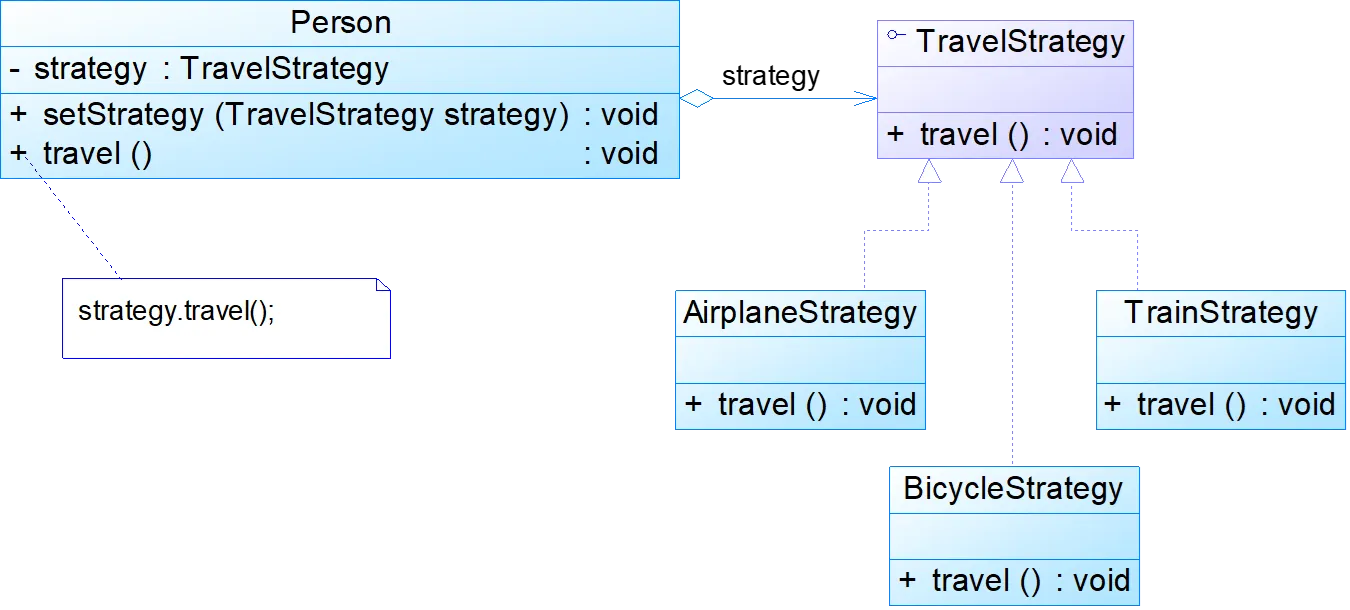 Person
- strategy : TravelStrategy
+ setStrategy (TravelStrategy strategy) : void
+ travel () : void
strategy.travel();
strategy
TravelStrategy
+ travel () : void
AirplaneStrategy
+ travel () : void
BicycleStrategy
+ travel () : void
TrainStrategy
+ travel () : void